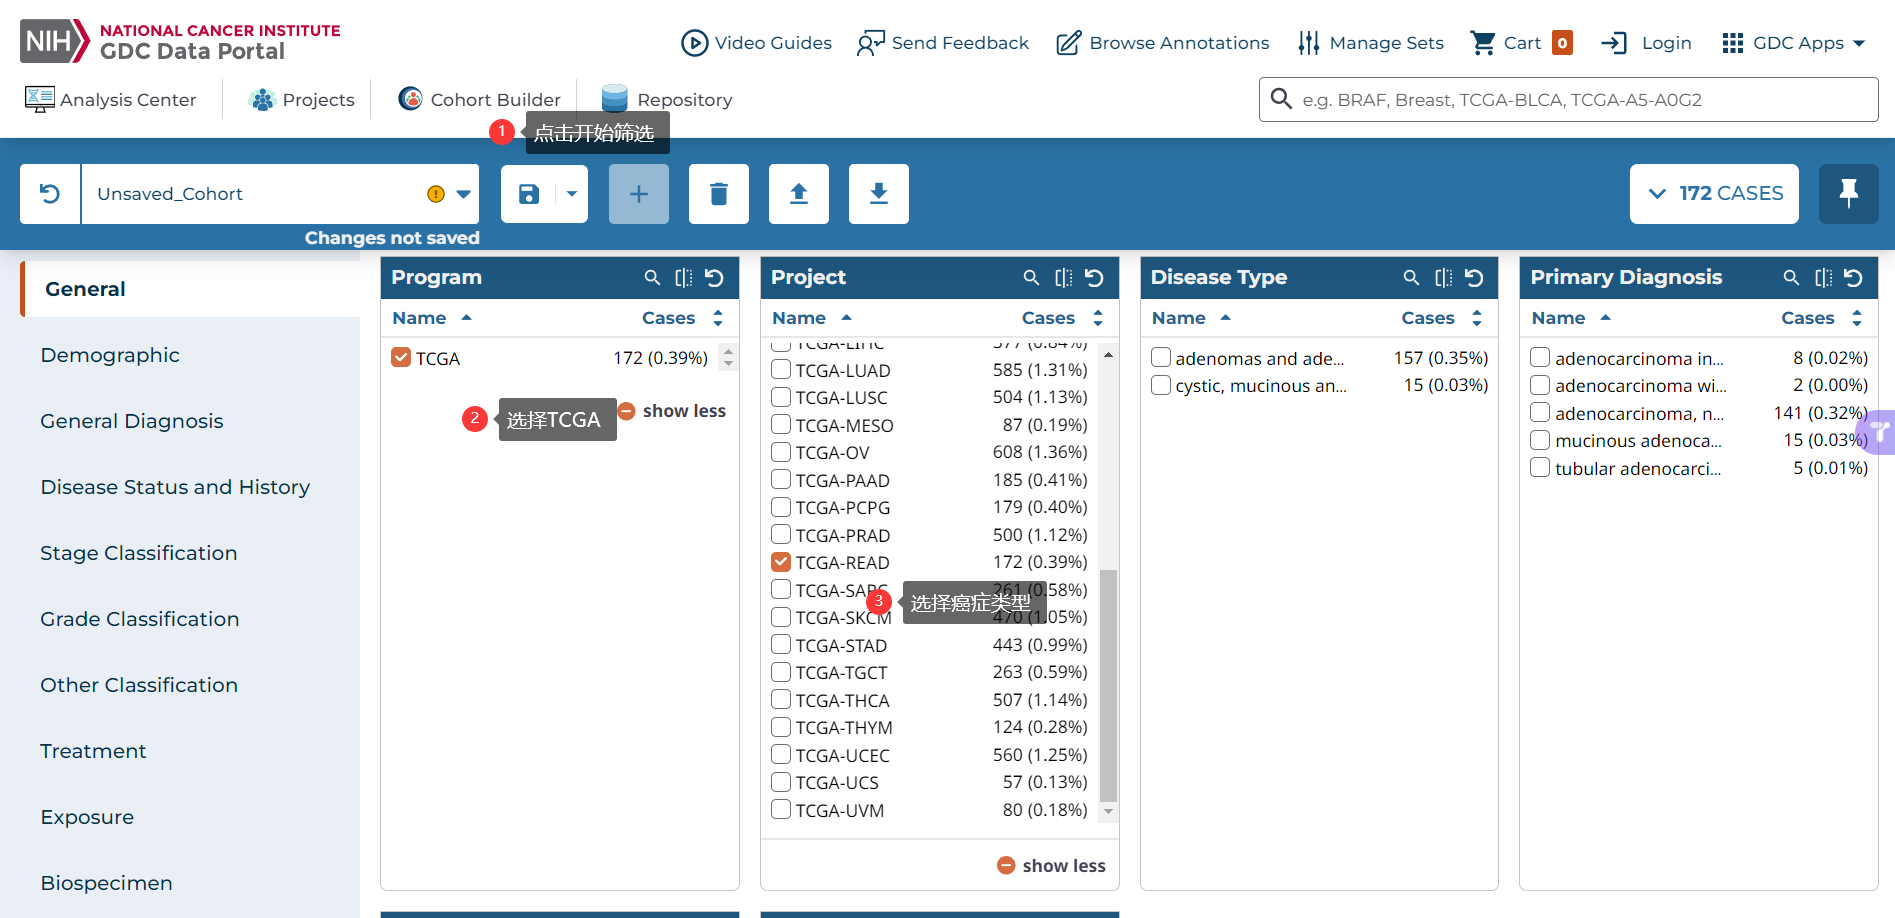 NIH NATIONAL CANCER INSTITUTE
GDC Data Portal
Video Guides Send Feedback Browse Annotations Manage Sets Cart 0 Login GDC Apps
Analysis Center Projects Cohort Builder Repository
e.g. BRAF, Breast, TCGA-BLCA, TCGA-A5-A0G2
1 点击开始筛选
Unsaved_Cohort
172 CASES
Changes not saved
General
Demographic
General Diagnosis
Disease Status and History
Stage Classification
Grade Classification
Other Classification
Treatment
Exposure
Biospecimen
Program
Name Cases
TCGA 172 (0.39%)
show less
2 选择TCGA
Project
Name Cases
TCGA-LIHC 377 (0.84%)
TCGA-LUAD 585 (1.31%)
TCGA-LUSC 504 (1.13%)
TCGA-MESO 87 (0.19%)
TCGA-OV 608 (1.36%)
TCGA-PAAD 185 (0.41%)
TCGA-PCPG 179 (0.40%)
TCGA-PRAD 500 (1.12%)
TCGA-READ 172 (0.39%)
TCGA-SARC 261 (0.58%)
3 选择癌症类型
TCGA-SKCM 470 (1.05%)
TCGA-STAD 443 (0.99%)
TCGA-TGCT 263 (0.59%)
TCGA-THCA 507 (1.14%)
TCGA-THYM 124 (0.28%)
TCGA-UCEC 560 (1.25%)
TCGA-UCS 57 (0.13%)
TCGA-UVM 80 (0.18%)
show less
Disease Type
Name Cases
adenomas and ade... 157 (0.35%)
cystic, mucinous an... 15 (0.03%)
Primary Diagnosis
Name Cases
adenocarcinoma in... 8 (0.02%)
adenocarcinoma wi... 2 (0.00%)
adenocarcinoma, n... 141 (0.32%)
mucinous adenoca... 15 (0.03%)
tubular adenocarci... 5 (0.01%)